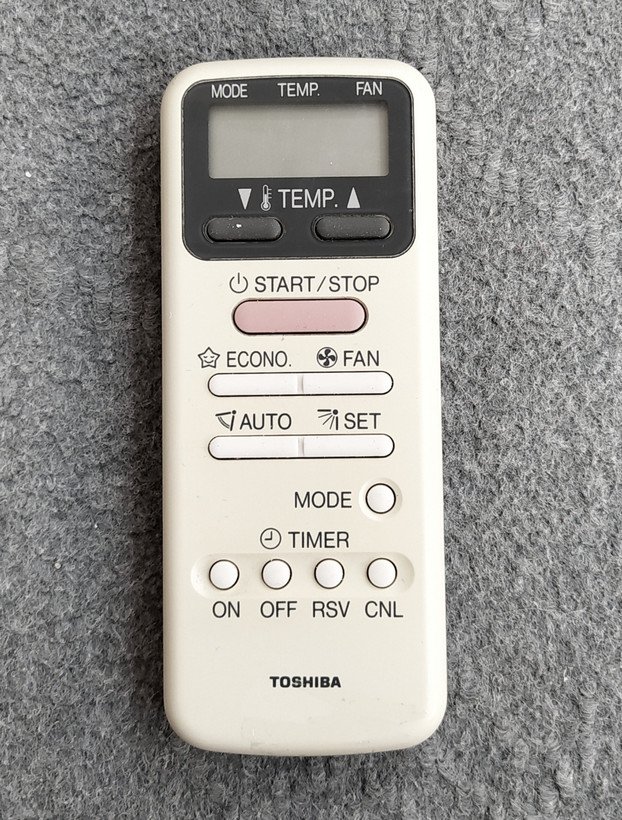 MODE TEMP. FAN
▼ TEMP. ▲
START/STOP
ECONO. FAN
AUTO SET
MODE
TIMER
ON OFF RSV CNL
TOSHIBA